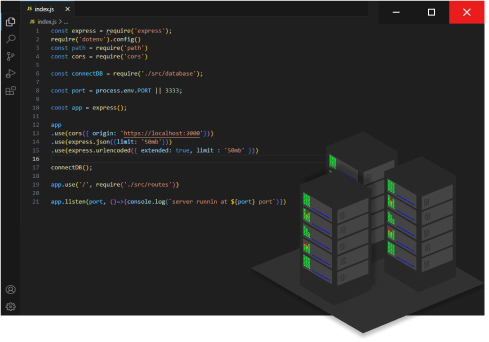 index.js
index.js > ...
1 const express = require('express');
2 require('dotenv').config()
3 const path = require('path')
4 const cors = require('cors')
5
6 const connectDB = require('./src/database');
7
8 const port = process.env.PORT || 3333;
9
10 const app = express();
11
12 app
13 .use(cors({ origin: 'https://localhost:3000'}))
14 .use(express.json({limit: '50mb'}))
15 .use(express.urlencoded({ extended: true, limit : '50mb' }))
16
17 connectDB();
18
19 app.use('/', require('./src/routes'))
20
21 app.listen(port, ()=>{console.log(`server runnin at ${port} port`)})